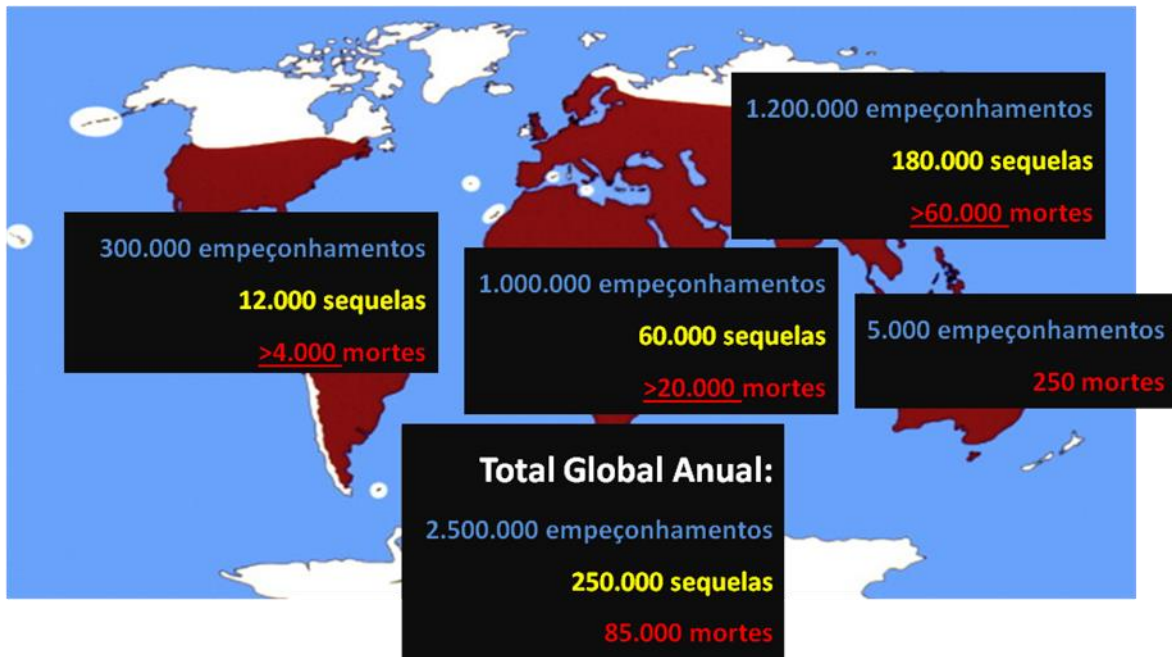 1.200.000 empeçonhamentos
180.000 sequelas
>60.000 mortes
300.000 empeçonhamentos
12.000 sequelas
>4.000 mortes
1.000.000 empeçonhamentos
60.000 sequelas
>20.000 mortes
5.000 empeçonhamentos
250 mortes
Total Global Anual:
2.500.000 empeçonhamentos
250.000 sequelas
85.000 mortes